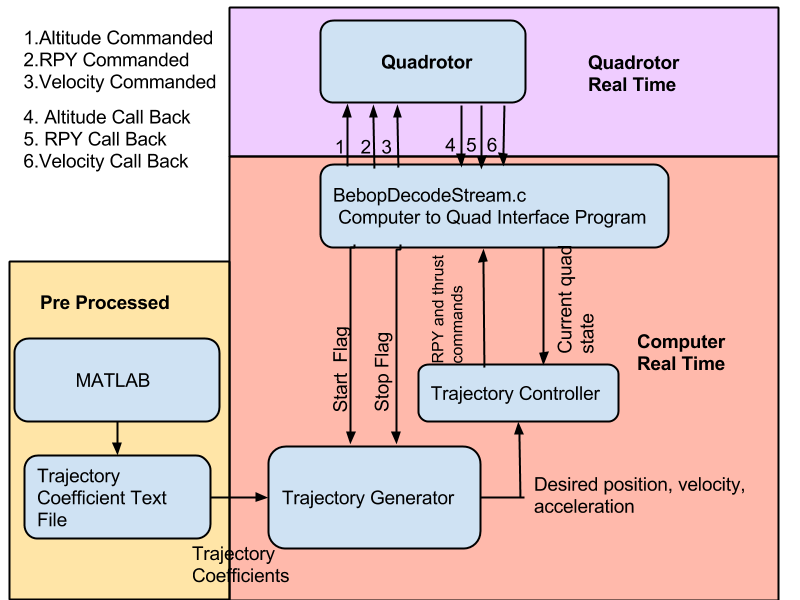 1.Altitude Commanded
2.RPY Commanded
3.Velocity Commanded
4. Altitude Call Back
5. RPY Call Back
6.Velocity Call Back
Quadrotor
Quadrotor
Real Time
1
2
3
4
5
6
BebopDecodeStream.c
Computer to Quad Interface Program
Pre Processed
MATLAB
Trajectory
Coefficient Text
File
Start Flag
Stop Flag
RPY and thrust
commands
Current quad
state
Computer
Real Time
Trajectory Controller
Trajectory Generator
Desired position, velocity,
acceleration
Trajectory
Coefficients